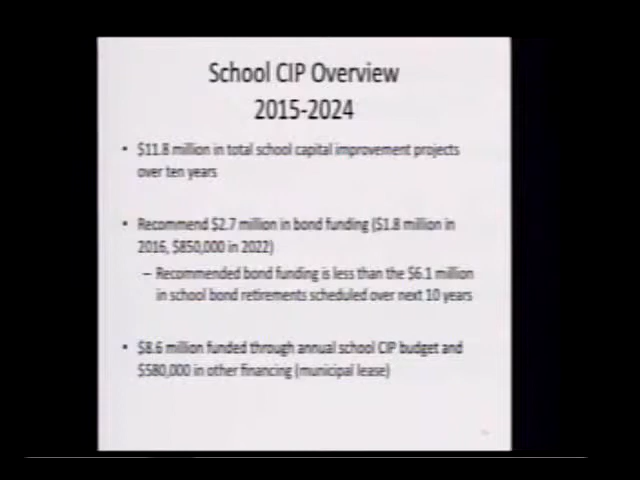 School CIP Overview
2015-2024
• $11.8 million in total school capital improvement projects
over ten years
• Recommend $2.7 million in bond funding ($1.8 million in
2016, $850,000 in 2022)
– Recommended bond funding is less than the $6.1 million
in school bond retirements scheduled over next 10 years
• $8.6 million funded through annual school CIP budget and
$580,000 in other financing (municipal lease)